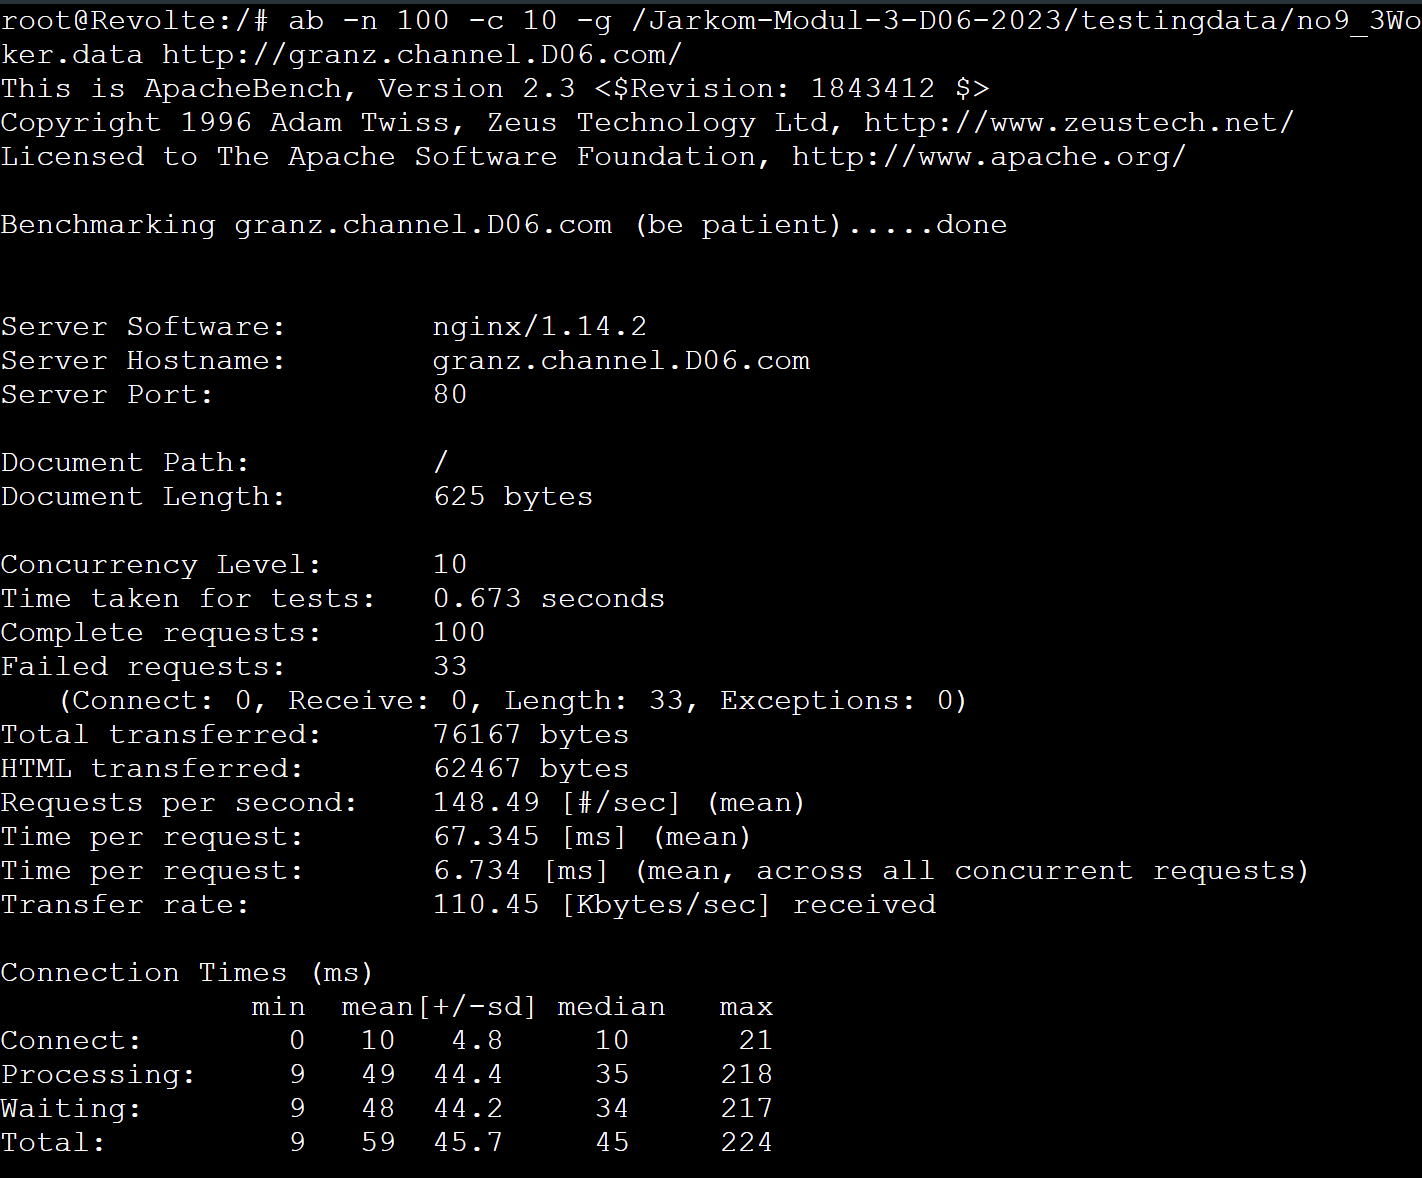 root@Revolte:/# ab -n 100 -c 10 -g /Jarkom-Modul-3-D06-2023/testingdata/no9_3Wo
ker.data http://granz.channel.D06.com/
This is ApacheBench, Version 2.3 <$Revision: 1843412 $>
Copyright 1996 Adam Twiss, Zeus Technology Ltd, http://www.zeustech.net/
Licensed to The Apache Software Foundation, http://www.apache.org/

Benchmarking granz.channel.D06.com (be patient).....done


Server Software:        nginx/1.14.2
Server Hostname:        granz.channel.D06.com
Server Port:            80

Document Path:          /
Document Length:        625 bytes

Concurrency Level:      10
Time taken for tests:   0.673 seconds
Complete requests:      100
Failed requests:        33
   (Connect: 0, Receive: 0, Length: 33, Exceptions: 0)
Total transferred:      76167 bytes
HTML transferred:       62467 bytes
Requests per second:    148.49 [#/sec] (mean)
Time per request:       67.345 [ms] (mean)
Time per request:       6.734 [ms] (mean, across all concurrent requests)
Transfer rate:          110.45 [Kbytes/sec] received

Connection Times (ms)
              min  mean[+/-sd] median   max
Connect:        0   10   4.8     10      21
Processing:     9   49  44.4     35     218
Waiting:        9   48  44.2     34     217
Total:          9   59  45.7     45     224